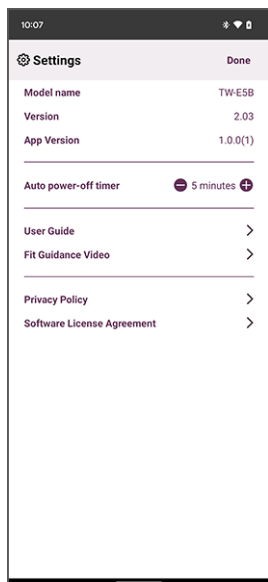 10:07
Settings Done
Model name TW-E5B
Version 2.03
App Version 1.0.0(1)
Auto power-off timer 5 minutes
User Guide
Fit Guidance Video
Privacy Policy
Software License Agreement